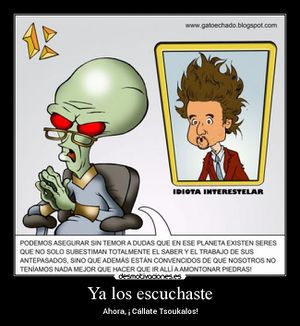 www.gatoechado.blogspot.com
IDIOTA INTERESTELAR
PODEMOS ASEGURAR SIN TEMOR A DUDAS QUE EN ESE PLANETA EXISTEN SERES
QUE NO SOLO SUBESTIMAN TOTALMENTE EL SABER Y EL TRABAJO DE SUS
ANTEPASADOS, SINO QUE ADEMÁS ESTÁN CONVENCIDOS DE QUE NOSOTROS NO
TENÍAMOS NADA MEJOR QUE HACER QUE IR ALLÍ A AMONTONAR PIEDRAS!
desmotivaciones.es
Ya los escuchaste
Ahora, ¡ Cállate Tsoukalos!